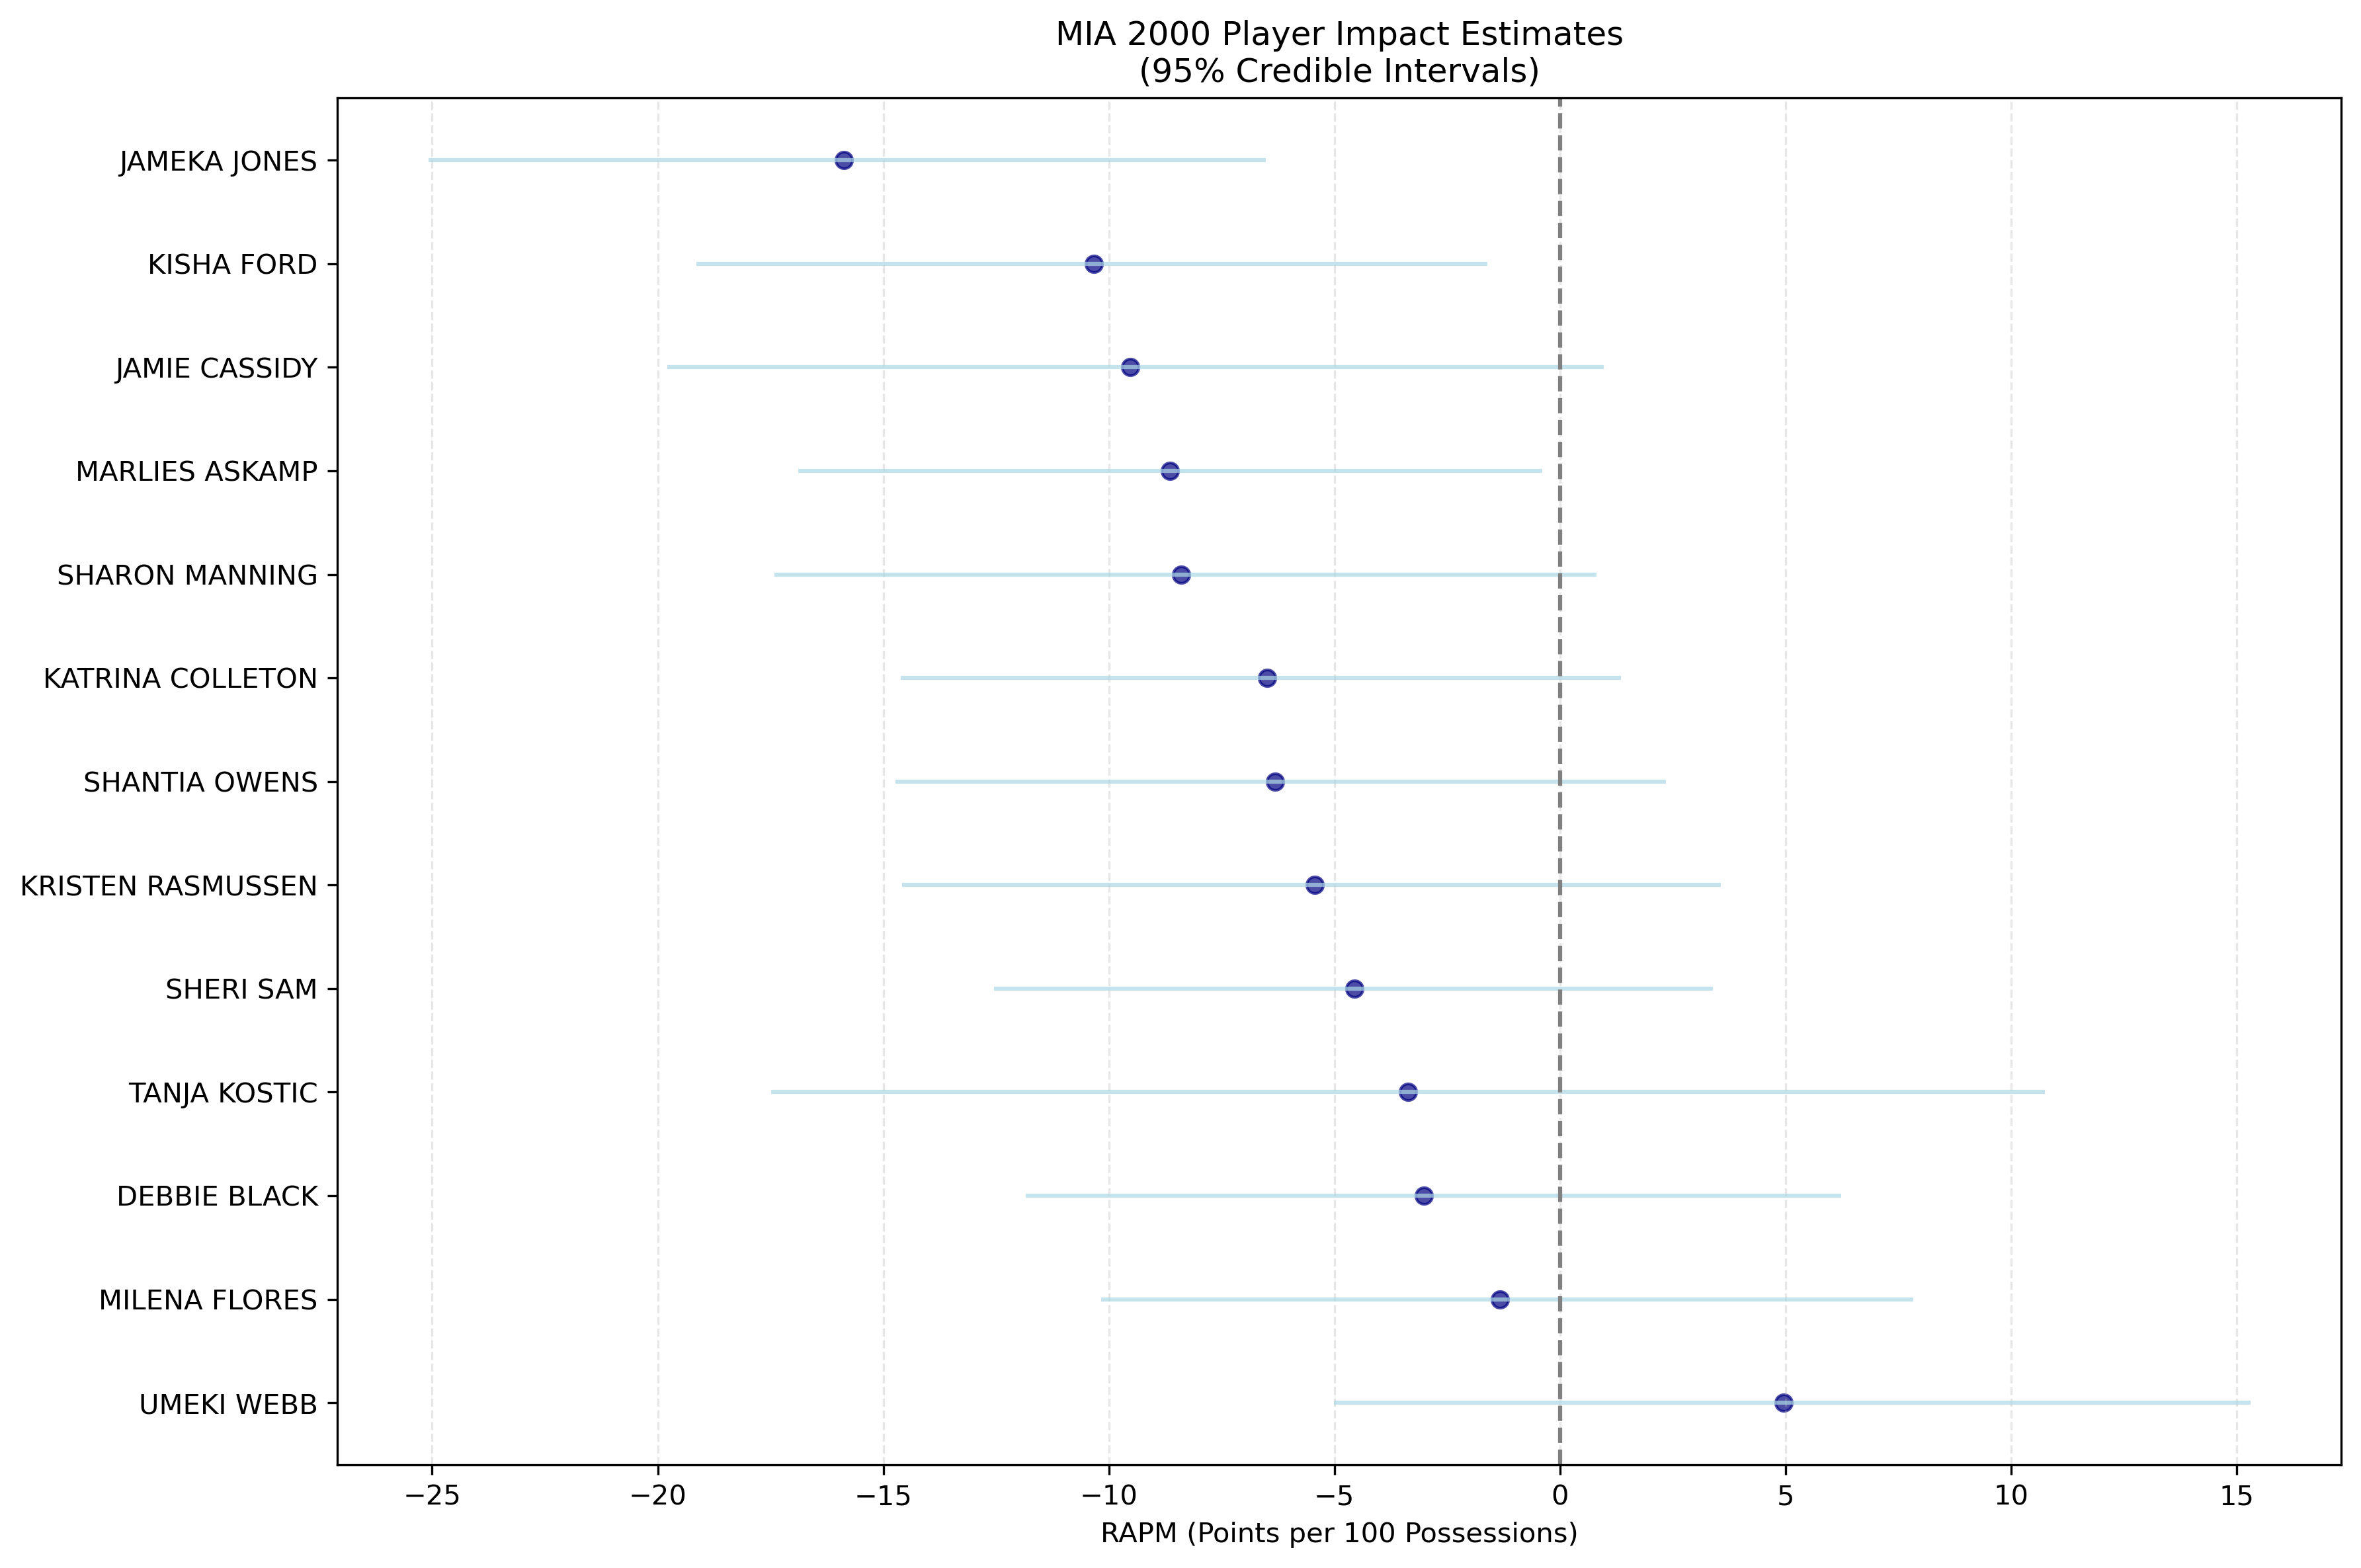 MIA 2000 Player Impact Estimates
(95% Credible Intervals)
JAMEKA JONES
KISHA FORD
JAMIE CASSIDY
MARLIES ASKAMP
SHARON MANNING
KATRINA COLLETON
SHANTIA OWENS
KRISTEN RASMUSSEN
SHERI SAM
TANJA KOSTIC
DEBBIE BLACK
MILENA FLORES
UMEKI WEBB
−25 −20 −15 −10 −5 0 5 10 15
RAPM (Points per 100 Possessions)